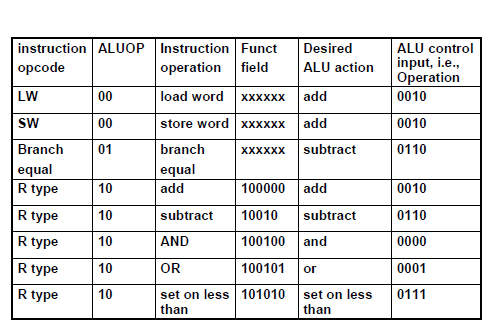 instruction opcode ALUOP Instruction operation Funct field Desired ALU action ALU control input, i.e., Operation
LW 00 load word xxxxxx add 0010
SW 00 store word xxxxxx add 0010
Branch equal 01 branch equal xxxxxx subtract 0110
R type 10 add 100000 add 0010
R type 10 subtract 10010 subtract 0110
R type 10 AND 100100 and 0000
R type 10 OR 100101 or 0001
R type 10 set on less than 101010 set on less than 0111